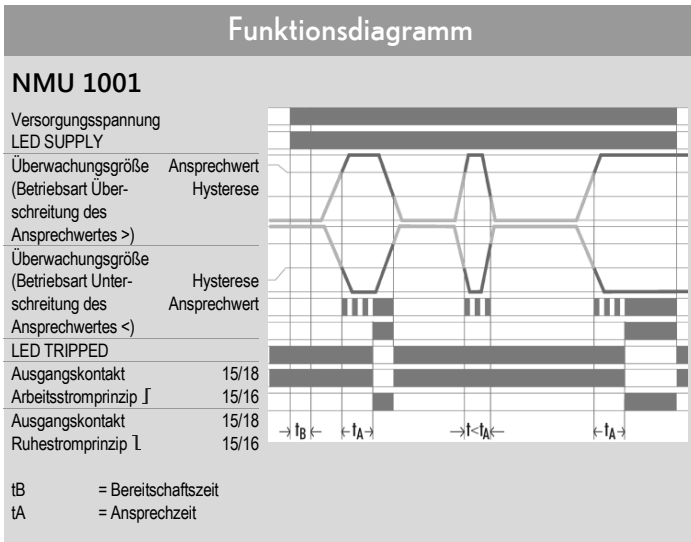 Funktionsdiagramm
NMU 1001
Versorgungsspannung
LED SUPPLY
Überwachungsgröße Ansprechwert
(Betriebsart Über- Hysterese
schreitung des
Ansprechwertes >)
Überwachungsgröße
(Betriebsart Unter- Hysterese
schreitung des Ansprechwert
Ansprechwertes <)
LED TRIPPED
Ausgangskontakt 15/18
Arbeitsstromprinzip 15/16
Ausgangskontakt 15/18
Ruhestromprinzip 15/16
tB tA t<tA tA
tB = Bereitschaftszeit
tA = Ansprechzeit